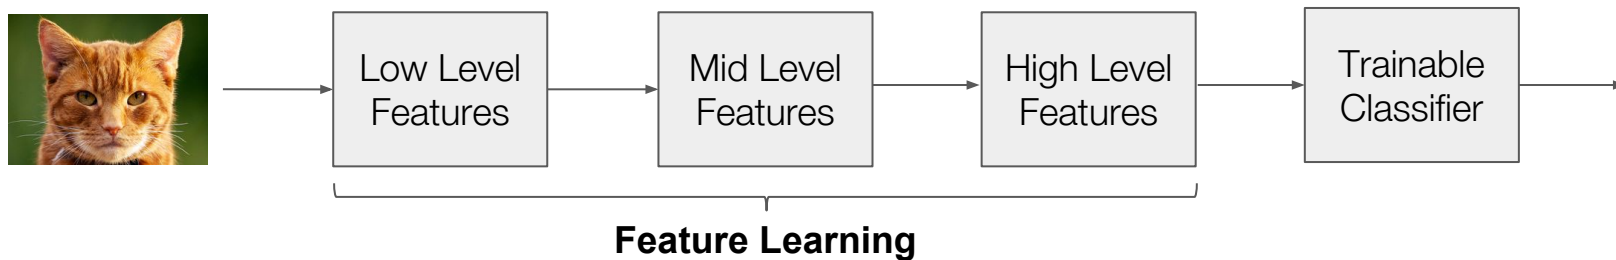 Low Level
Features
Mid Level
Features
High Level
Features
Trainable
Classifier
Feature Learning